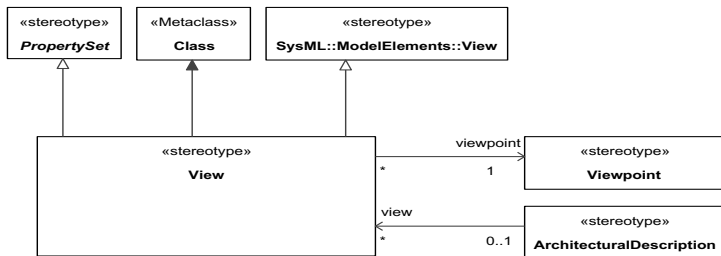 «stereotype»
PropertySet
«Metaclass»
Class
«stereotype»
SysML::ModelElements::View
«stereotype»
View
viewpoint
*
1
«stereotype»
Viewpoint
view
*
0..1
«stereotype»
ArchitecturalDescription